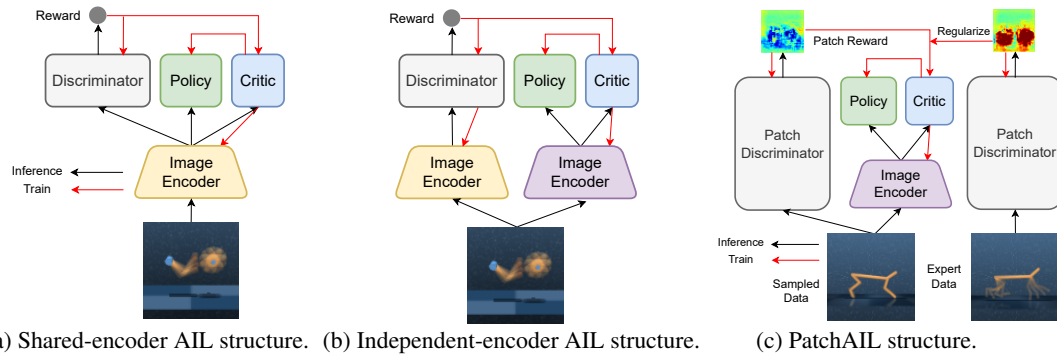 Reward
Discriminator
Policy
Critic
Image
Encoder
Inference
Train
(a) Shared-encoder AIL structure.
Reward
Discriminator
Policy
Critic
Image
Encoder
Image
Encoder
(b) Independent-encoder AIL structure.
Patch Reward
Regularize
Patch
Discriminator
Policy
Critic
Image
Encoder
Patch
Discriminator
Inference
Train
Sampled
Data
Expert
Data
(c) PatchAIL structure.